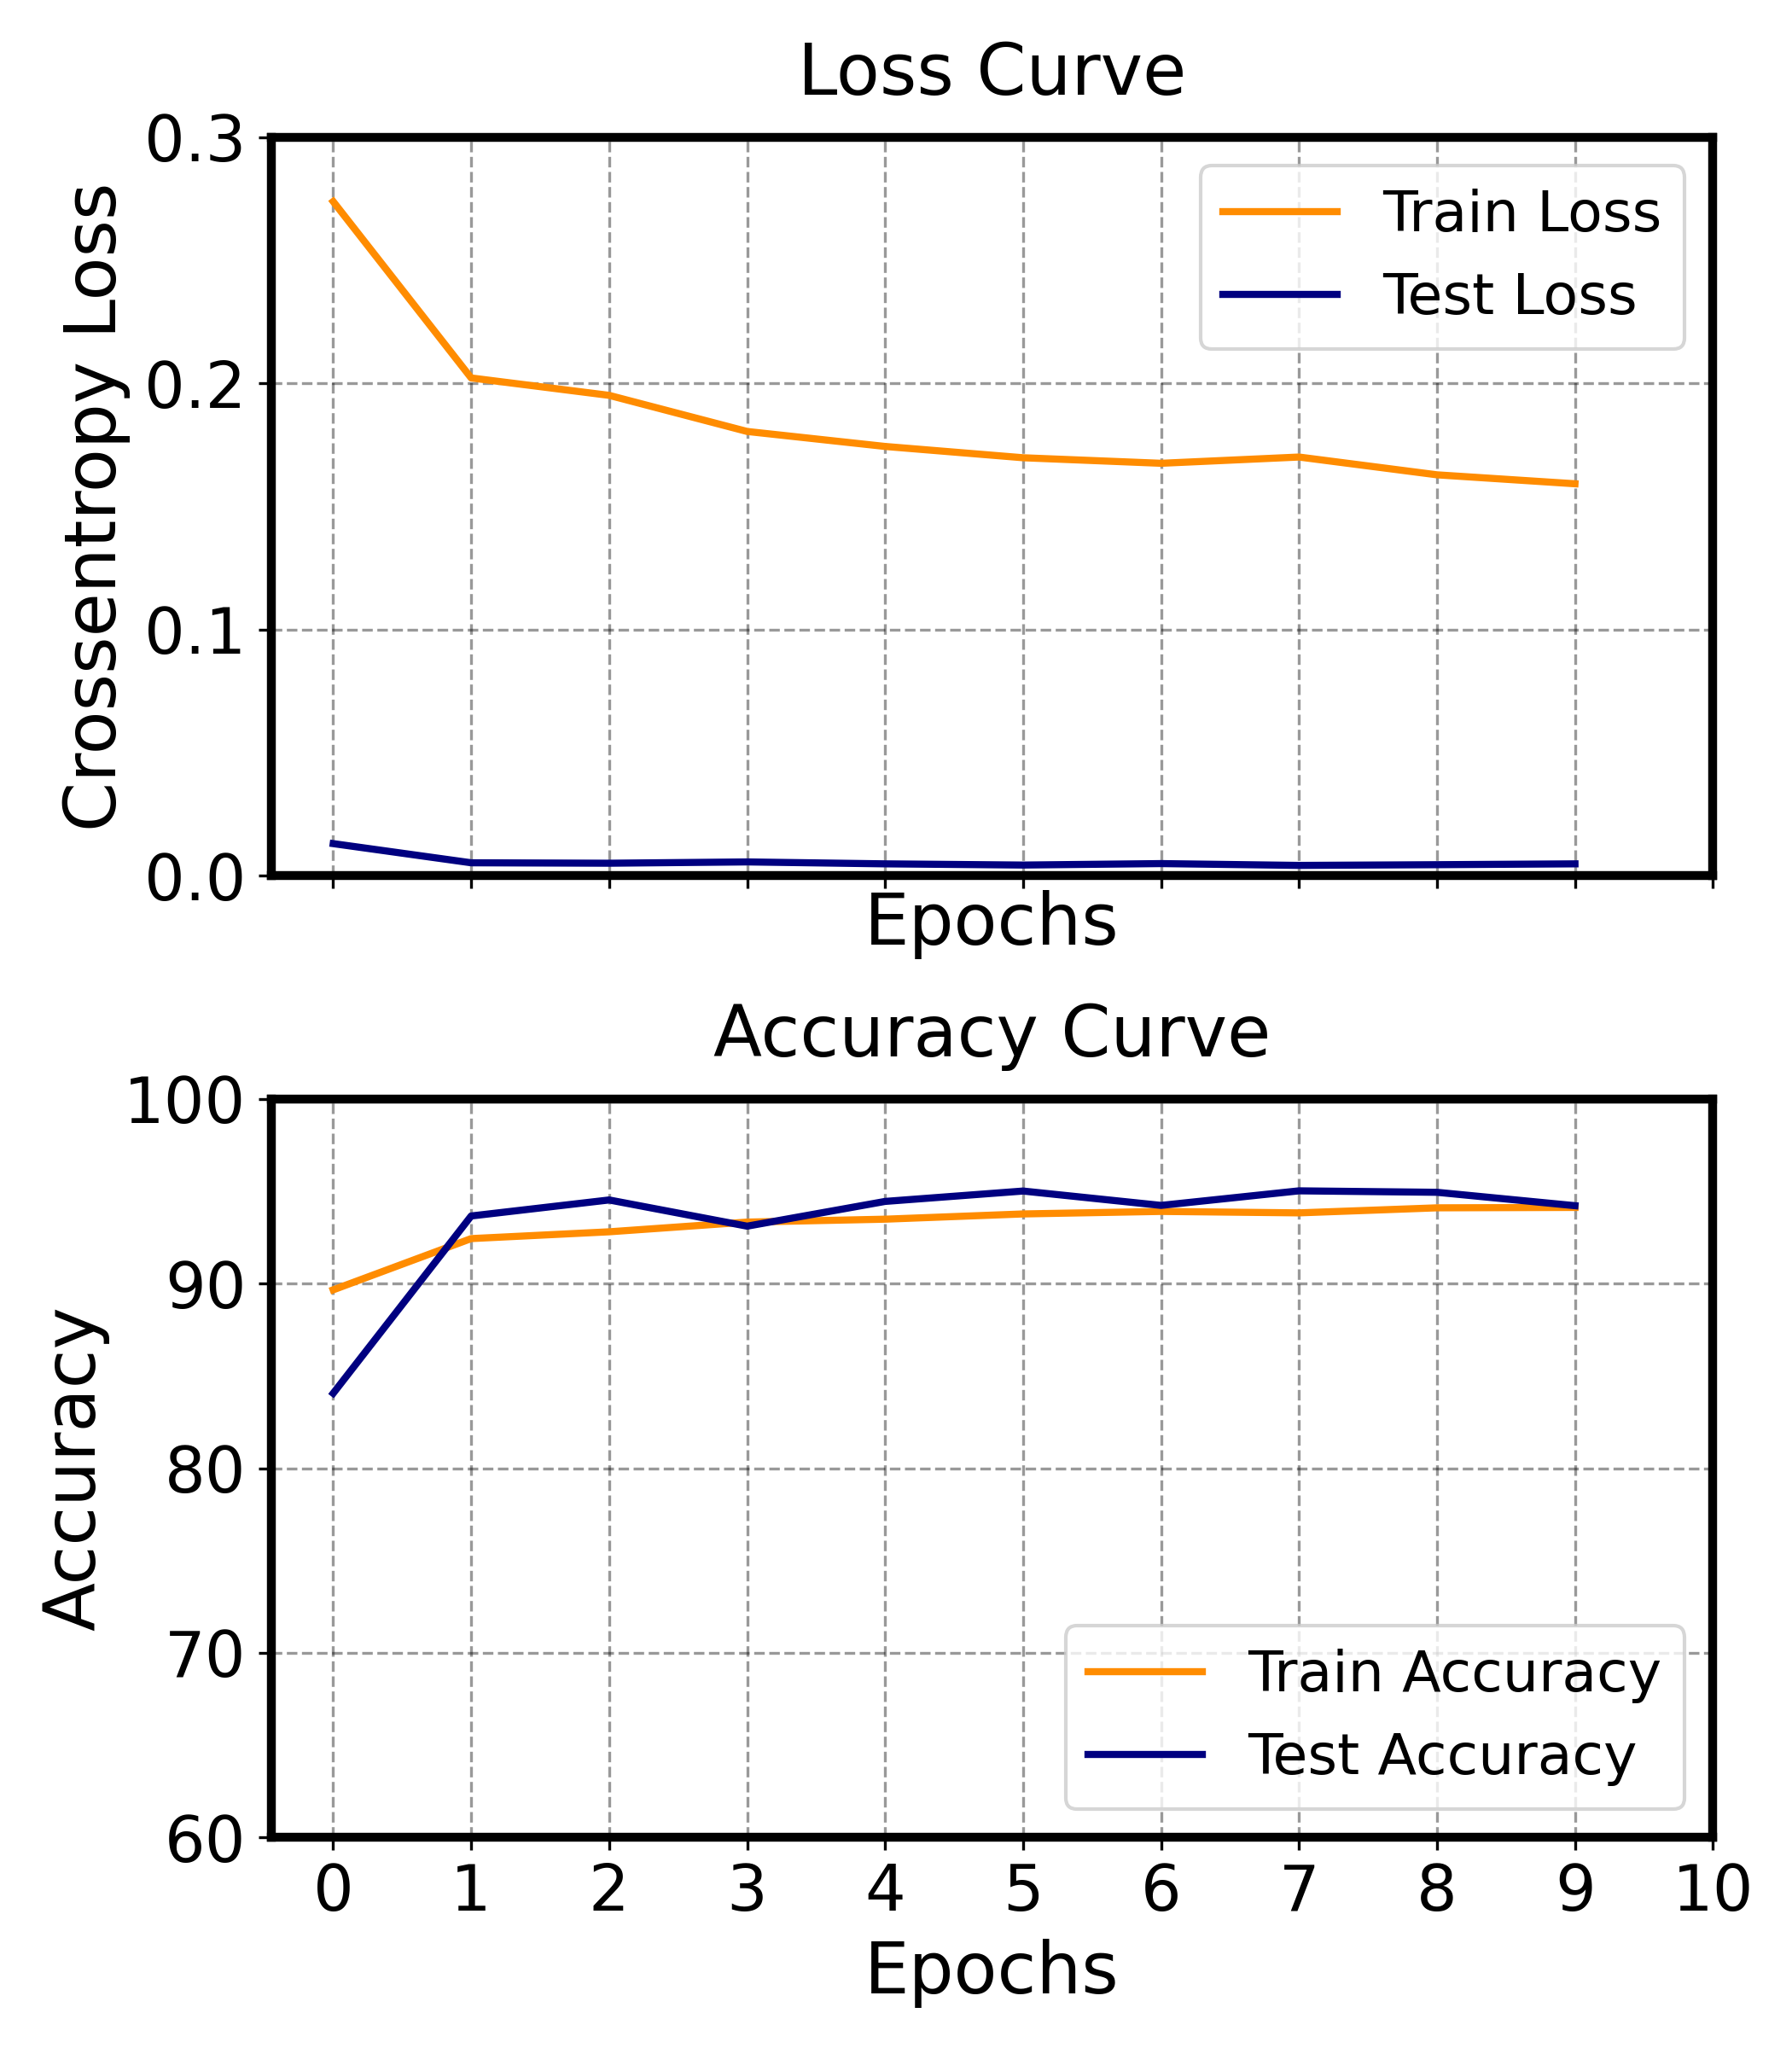 Loss Curve
Crossentropy Loss
0.3
0.2
0.1
0.0
Train Loss
Test Loss
Epochs
Accuracy Curve
Accuracy
100
90
80
70
60
Train Accuracy
Test Accuracy
0 1 2 3 4 5 6 7 8 9 10
Epochs